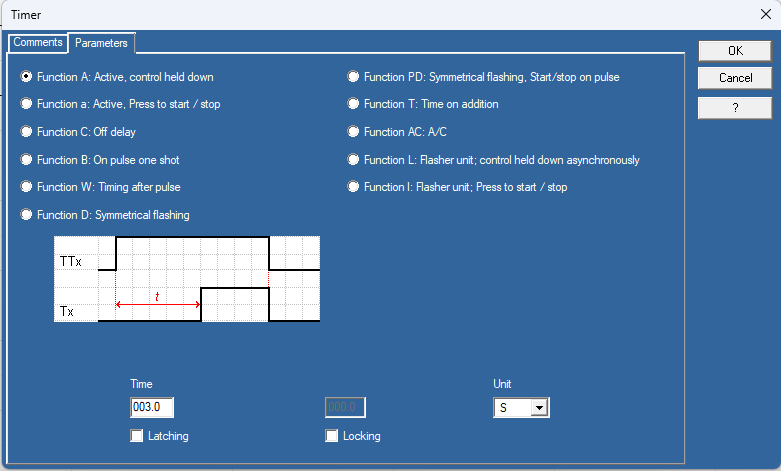 Timer
Comments
Parameters
OK
Cancel
?
Function A: Active, control held down
Function a: Active, Press to start / stop
Function C: Off delay
Function B: On pulse one shot
Function W: Timing after pulse
Function D: Symmetrical flashing
Function PD: Symmetrical flashing, Start/stop on pulse
Function T: Time on addition
Function AC: A/C
Function L: Flasher unit; control held down asynchronously
Function l: Flasher unit; Press to start / stop
TTx
t
Tx
Time
003.0
000.0
Unit
S
Latching
Locking